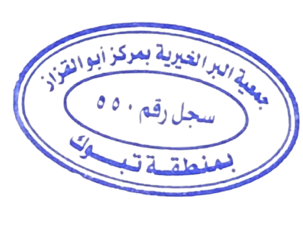 جمعية البر الخيرية بمركز أبو القزاز
سجل رقم ٥٥٠
بمنطقة تبوك